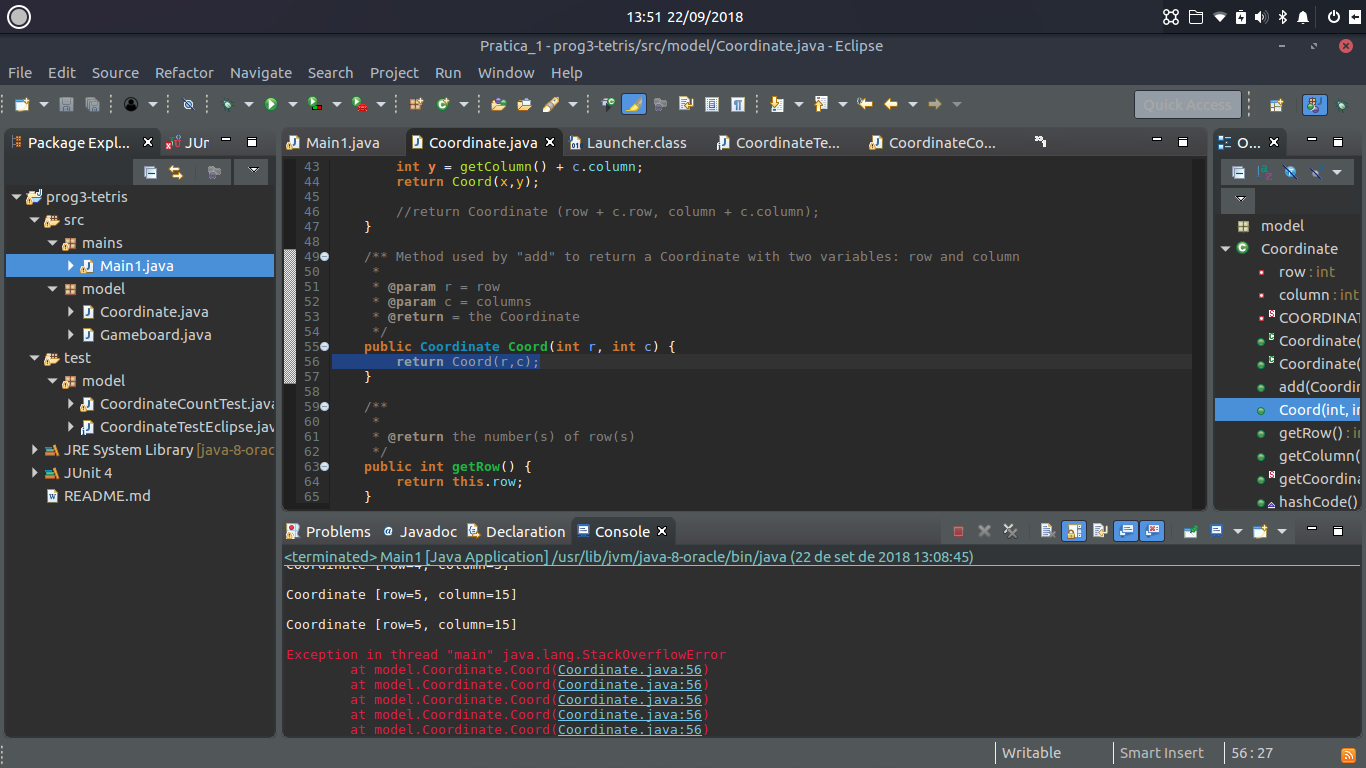 13:51 22/09/2018
Pratica_1 - prog3-tetris/src/model/Coordinate.java - Eclipse
File Edit Source Refactor Navigate Search Project Run Window Help
Quick Access
Package Expl... JUr
prog3-tetris
src
mains
Main1.java
model
Coordinate.java
Gameboard.java
test
model
CoordinateCountTest.java
CoordinateTestEclipse.jav
JRE System Library [java-8-orac
JUnit 4
README.md
Main1.java Coordinate.java Launcher.class CoordinateTe... CoordinateCo...
43 int y = getColumn() + c.column;
44 return Coord(x,y);
45
46 //return Coordinate (row + c.row, column + c.column);
47 }
48
49 /** Method used by "add" to return a Coordinate with two variables: row and column
50 *
51 * @param r = row
52 * @param c = columns
53 * @return = the Coordinate
54 */
55 public Coordinate Coord(int r, int c) {
56 return Coord(r,c);
57 }
58
59 /**
60 *
61 * @return the number(s) of row(s)
62 */
63 public int getRow() {
64 return this.row;
65 }
O...
model
Coordinate
row : int
column : int
COORDINAT
Coordinate(
Coordinate(
add(Coordin
Coord(int, in
getRow() : i
getColumn(
getCoordina
hashCode()
Problems Javadoc Declaration Console
<terminated> Main1 [Java Application] /usr/lib/jvm/java-8-oracle/bin/java (22 de set de 2018 13:08:45)
Coordinate [row=5, column=15]
Coordinate [row=5, column=15]
Exception in thread "main" java.lang.StackOverflowError
at model.Coordinate.Coord(Coordinate.java:56)
at model.Coordinate.Coord(Coordinate.java:56)
at model.Coordinate.Coord(Coordinate.java:56)
at model.Coordinate.Coord(Coordinate.java:56)
at model.Coordinate.Coord(Coordinate.java:56)
Writable Smart Insert 56 : 27